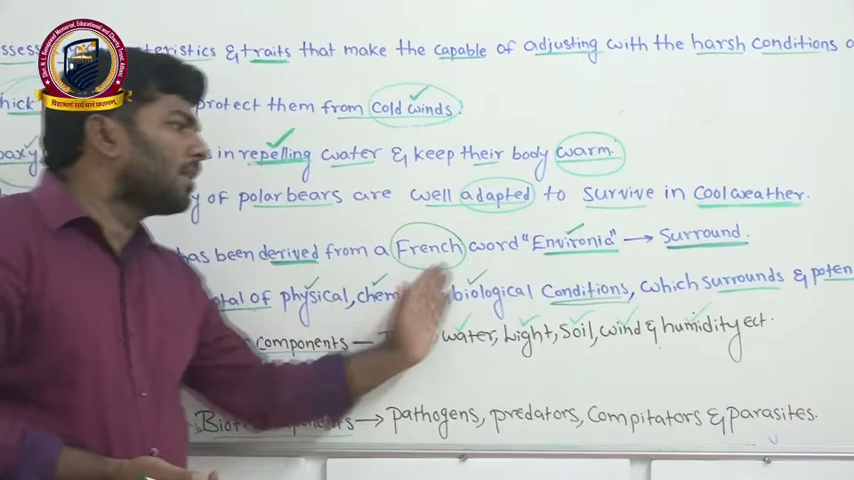 teristics & traits that make the capable of adjusting with the harsh conditions o
hick protect them from Cold winds.
oaxy in repelling water & keep their body warm.
y of polar bears are well adapted to survive in cool weather.
has been derived from a French word "Environia" → Surround.
otal of physical, chem biological Conditions, which surrounds & poten
components — water, Light, Soil, wind & humidity ect.
Biot → pathogens, predators, Compitators & parasites.